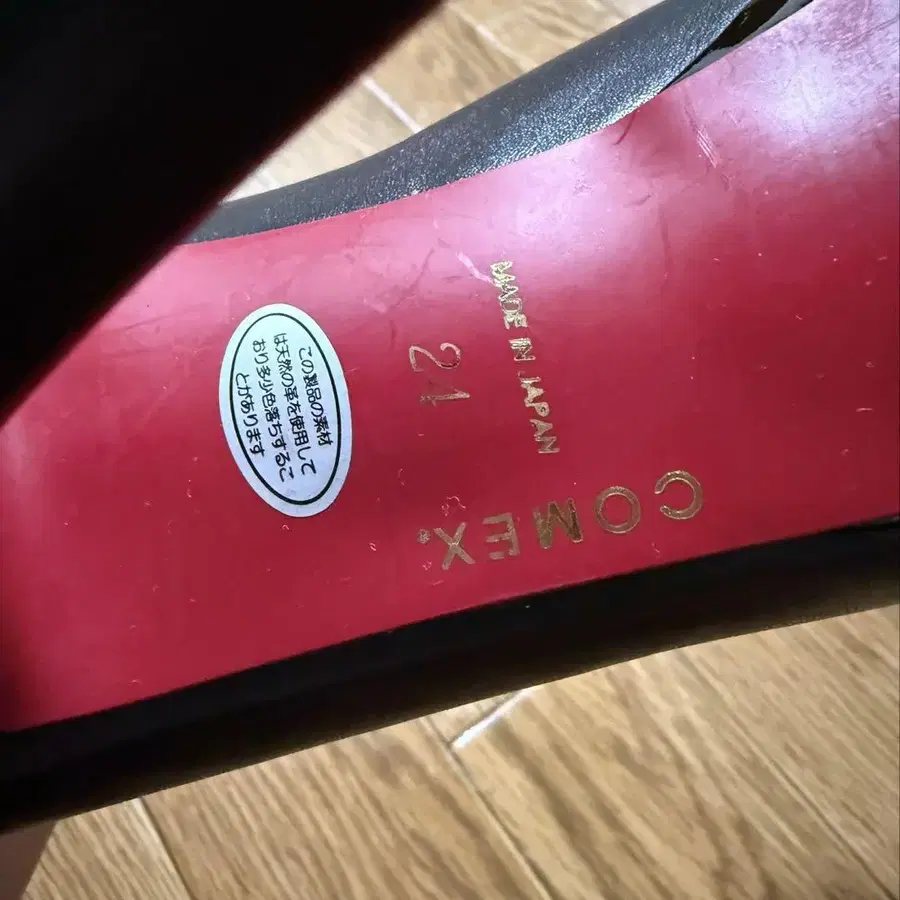 COMEX
MADE IN JAPAN
24
この製品の素材
は天然の革を使用して
おり多少色落ちするこ
とがあります